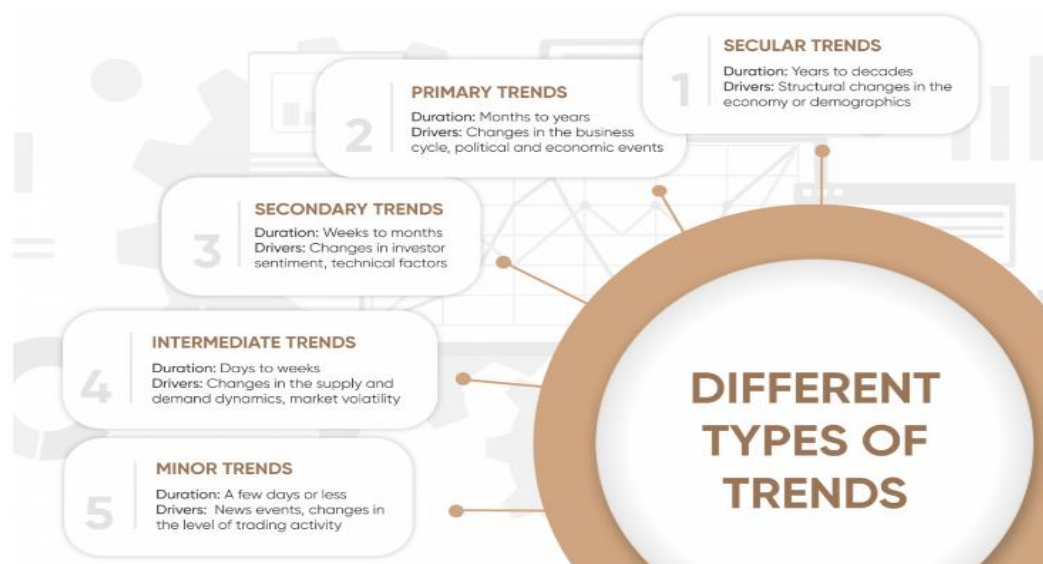 1
SECULAR TRENDS
Duration: Years to decades
Drivers: Structural changes in the
economy or demographics
2
PRIMARY TRENDS
Duration: Months to years
Drivers: Changes in the business
cycle, political and economic events
3
SECONDARY TRENDS
Duration: Weeks to months
Drivers: Changes in investor
sentiment, technical factors
4
INTERMEDIATE TRENDS
Duration: Days to weeks
Drivers: Changes in the supply and
demand dynamics, market volatility
5
MINOR TRENDS
Duration: A few days or less
Drivers: News events, changes in
the level of trading activity
DIFFERENT
TYPES OF
TRENDS